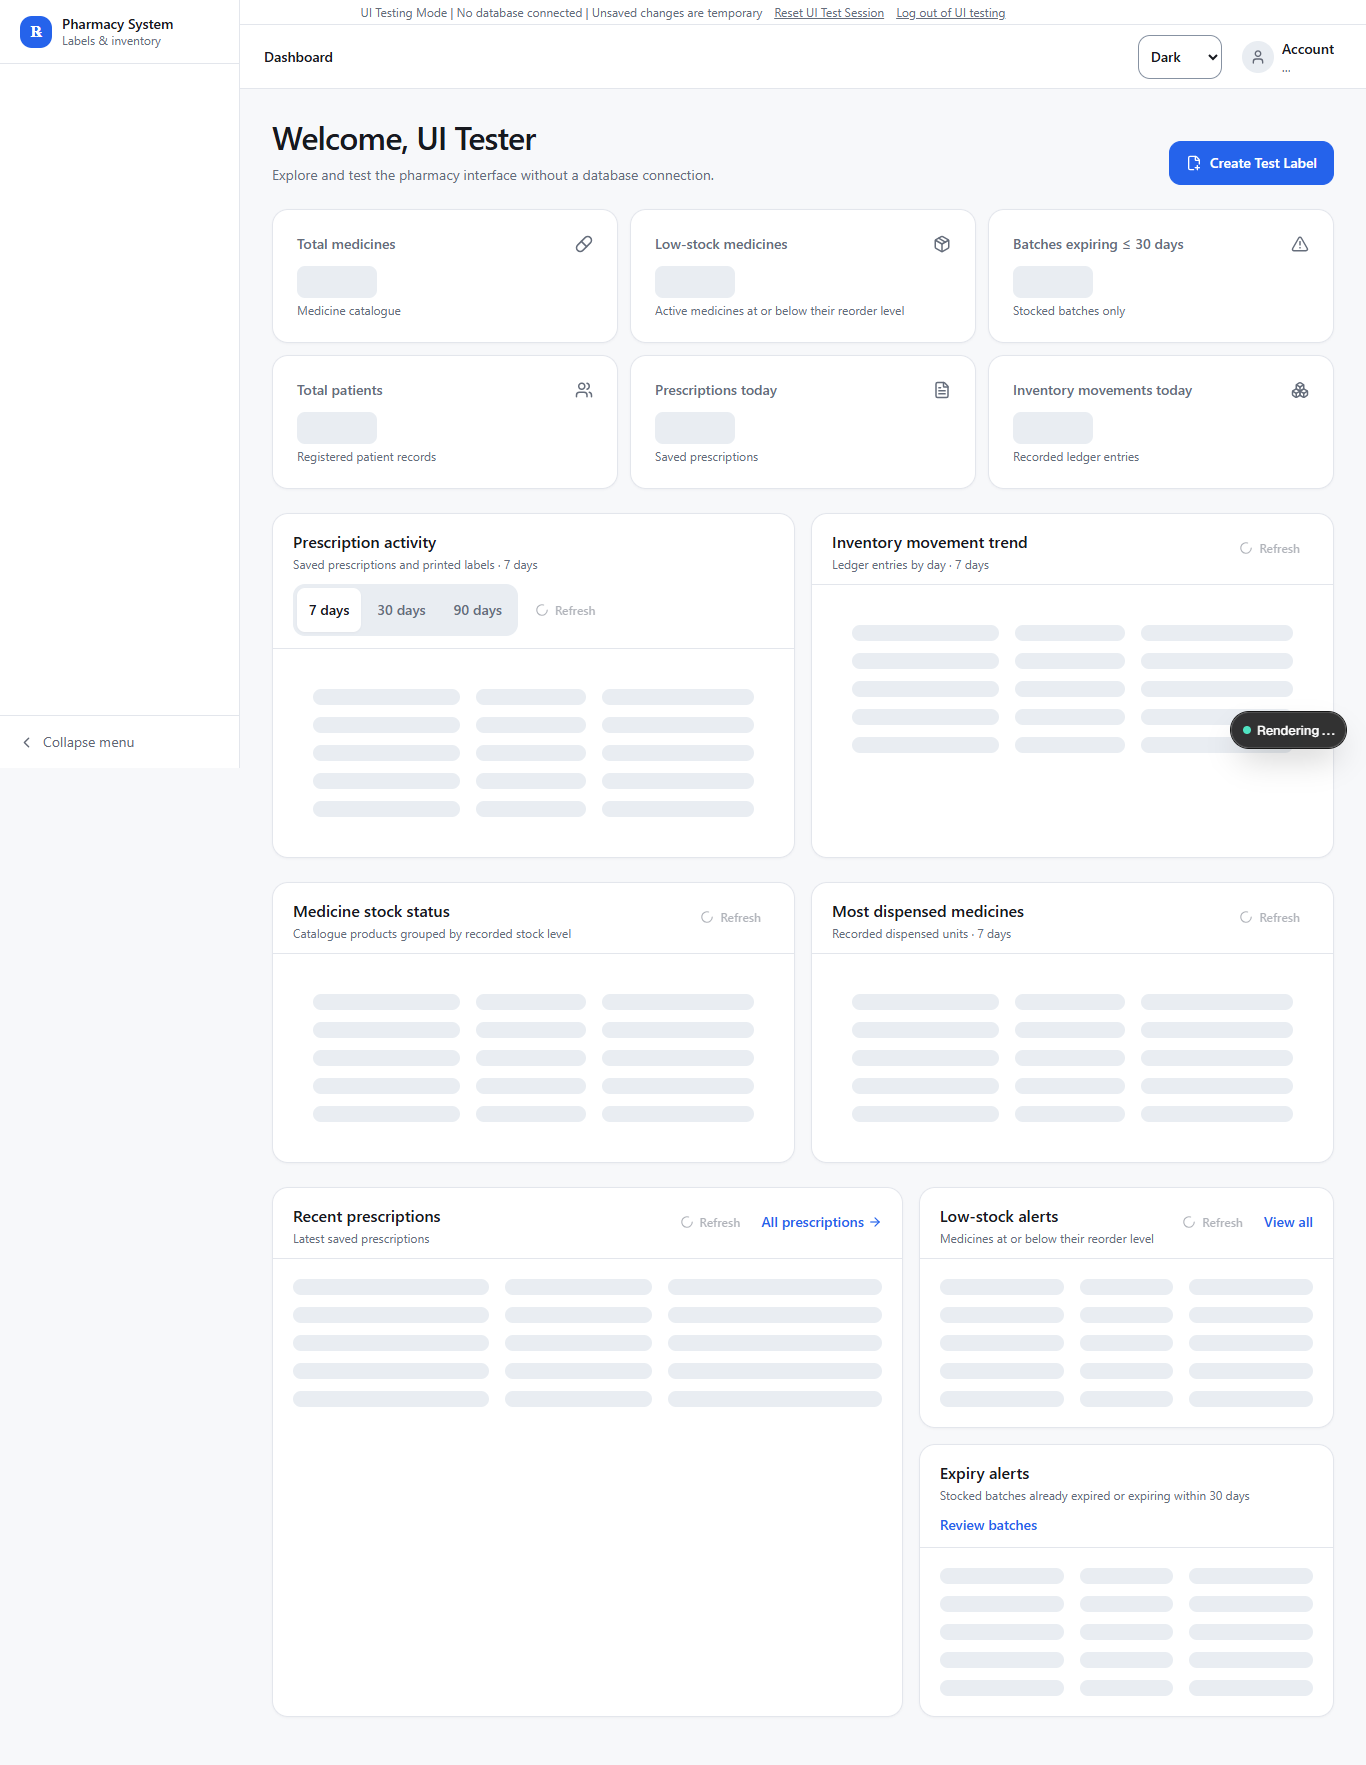 Pharmacy System
Labels & inventory
Collapse menu
UI Testing Mode | No database connected | Unsaved changes are temporary Reset UI Test Session Log out of UI testing
Dashboard
Dark
Account
...
Welcome, UI Tester
Explore and test the pharmacy interface without a database connection.
Create Test Label
Total medicines
Medicine catalogue
Low-stock medicines
Active medicines at or below their reorder level
Batches expiring ≤ 30 days
Stocked batches only
Total patients
Registered patient records
Prescriptions today
Saved prescriptions
Inventory movements today
Recorded ledger entries
Prescription activity
Saved prescriptions and printed labels · 7 days
7 days 30 days 90 days Refresh
Inventory movement trend
Ledger entries by day · 7 days
Refresh
Rendering ...
Medicine stock status
Catalogue products grouped by recorded stock level
Refresh
Most dispensed medicines
Recorded dispensed units · 7 days
Refresh
Recent prescriptions
Latest saved prescriptions
Refresh All prescriptions →
Low-stock alerts
Medicines at or below their reorder level
Refresh View all
Expiry alerts
Stocked batches already expired or expiring within 30 days
Review batches